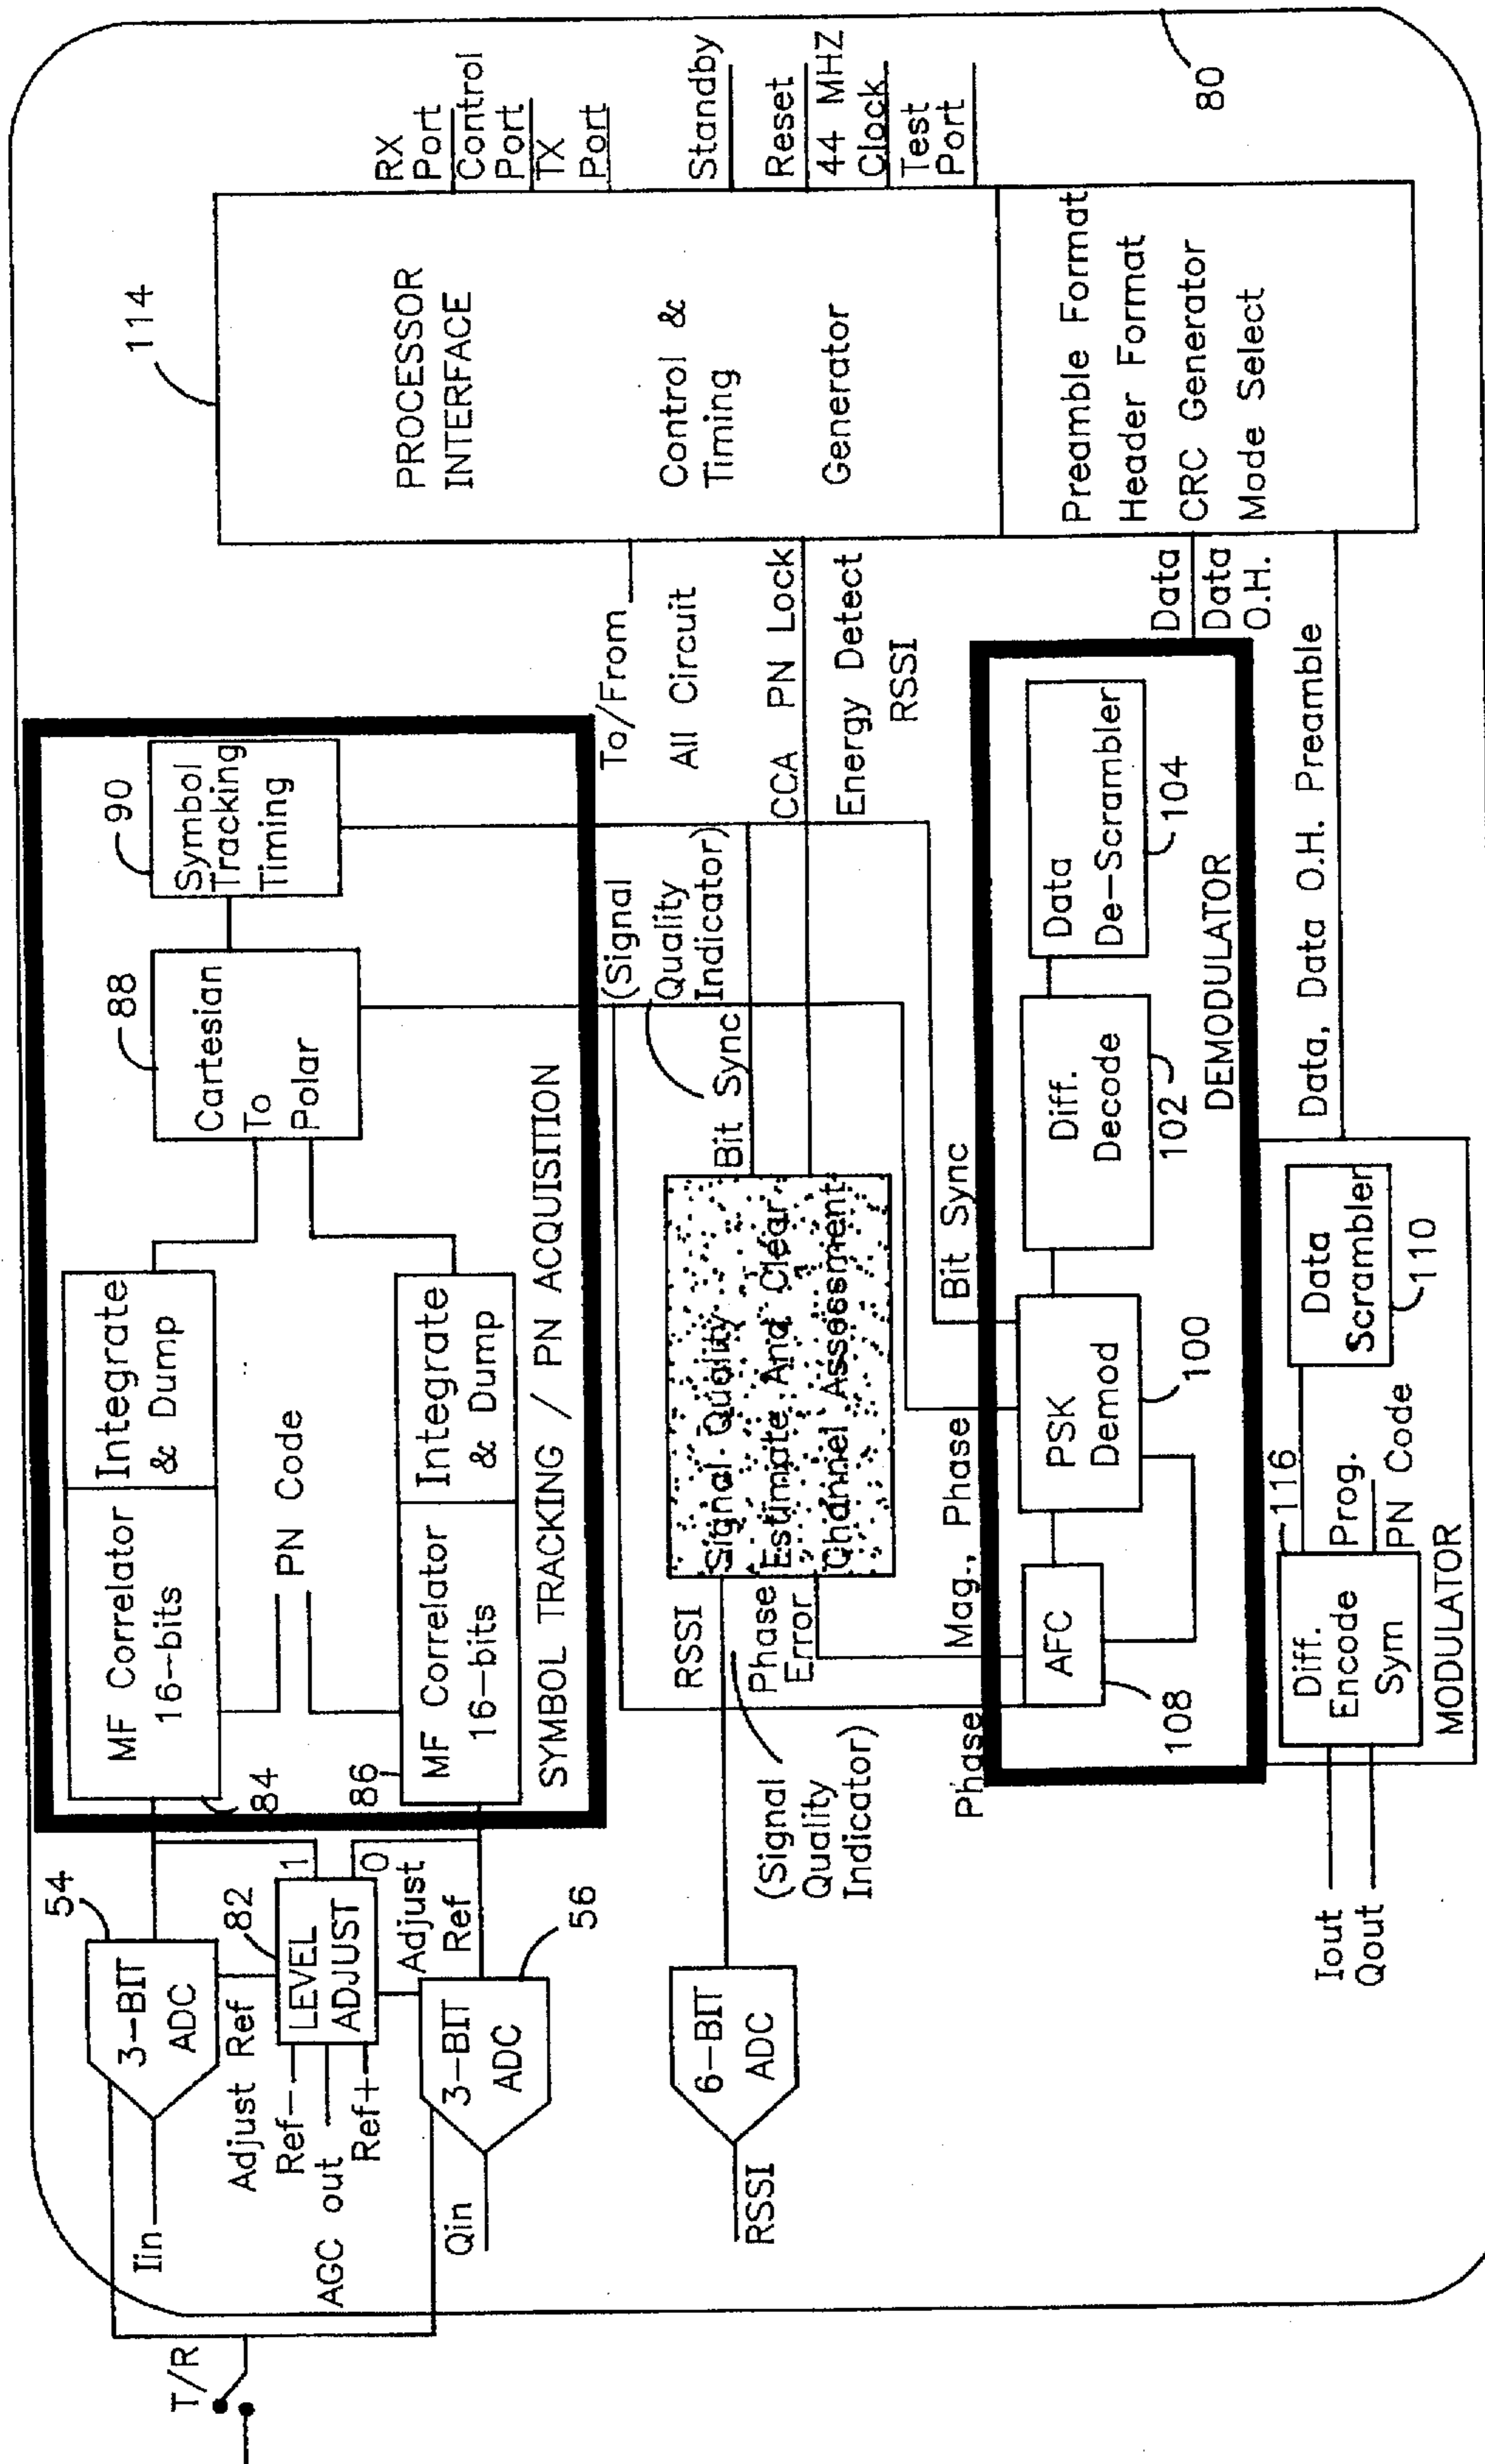 T/R
Iin
3-BIT
ADC
54
Adjust Ref
Ref-
AGC out
Ref+
LEVEL
ADJUST
82
1
0
Adjust
Ref
Qin
3-BIT
ADC
56
84
MF Correlator
16-bits
Integrate
& Dump
PN Code
86
MF Correlator
16-bits
Integrate
& Dump
Cartesian
To
Polar
88
Symbol
Tracking
Timing
90
SYMBOL TRACKING / PN ACQUISITION
RSSI
6-BIT
ADC
RSSI
(Signal
Quality
Indicator)
Phase
Error
Signal Quality
Estimate And Clear
Channel Assessment
Bit Sync
(Signal
Quality
Indicator)
To/From
All Circuit
CCA PN Lock
Energy Detect
RSSI
114
PROCESSOR
INTERFACE
Control &
Timing
Generator
Preamble Format
Header Format
CRC Generator
Mode Select
RX
Port
Control
Port
TX
Port
Standby
Reset
44 MHZ
Clock
Test
Port
80
Phase
Mag., Phase
Bit Sync
AFC
108
PSK
Demod
100
Diff.
Decode
102
Data
De-Scrambler
104
DEMODULATOR
Data
Data
O.H.
Iout
Qout
Diff.
Encode
Sym
116
Prog.
PN Code
Data
Scrambler
110
MODULATOR
Data, Data O.H. Preamble